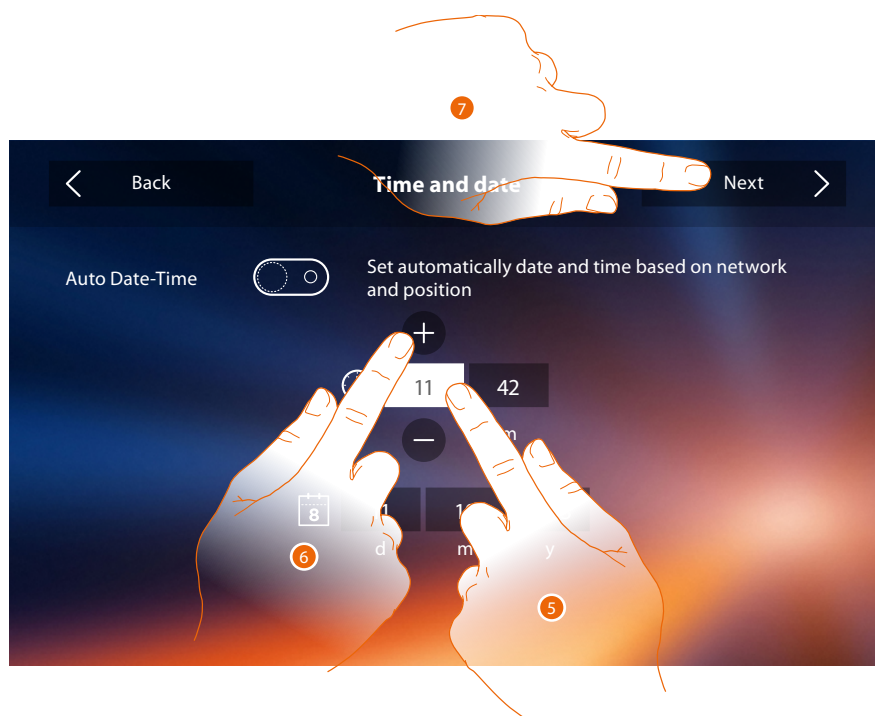 7
Back
Time and date
Next
Auto Date-Time
Set automatically date and time based on network
and position
11
42
m
8
d
m
y
6
5